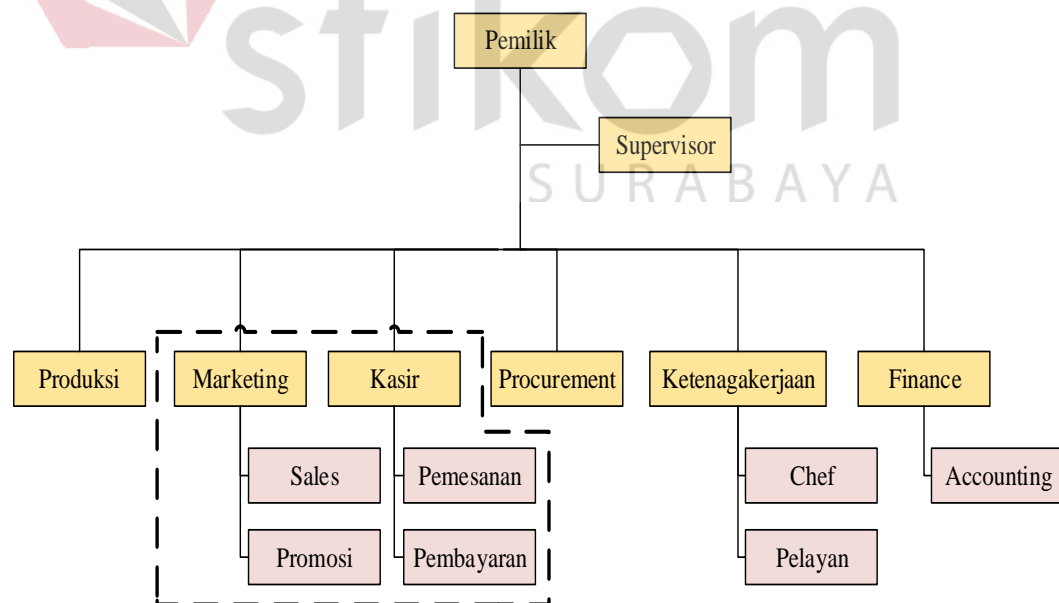 stikom
SURABAYA
Pemilik
Supervisor
Produksi
Marketing
Kasir
Procurement
Ketenagakerjaan
Finance
Sales
Pemesanan
Chef
Accounting
Promosi
Pembayaran
Pelayan